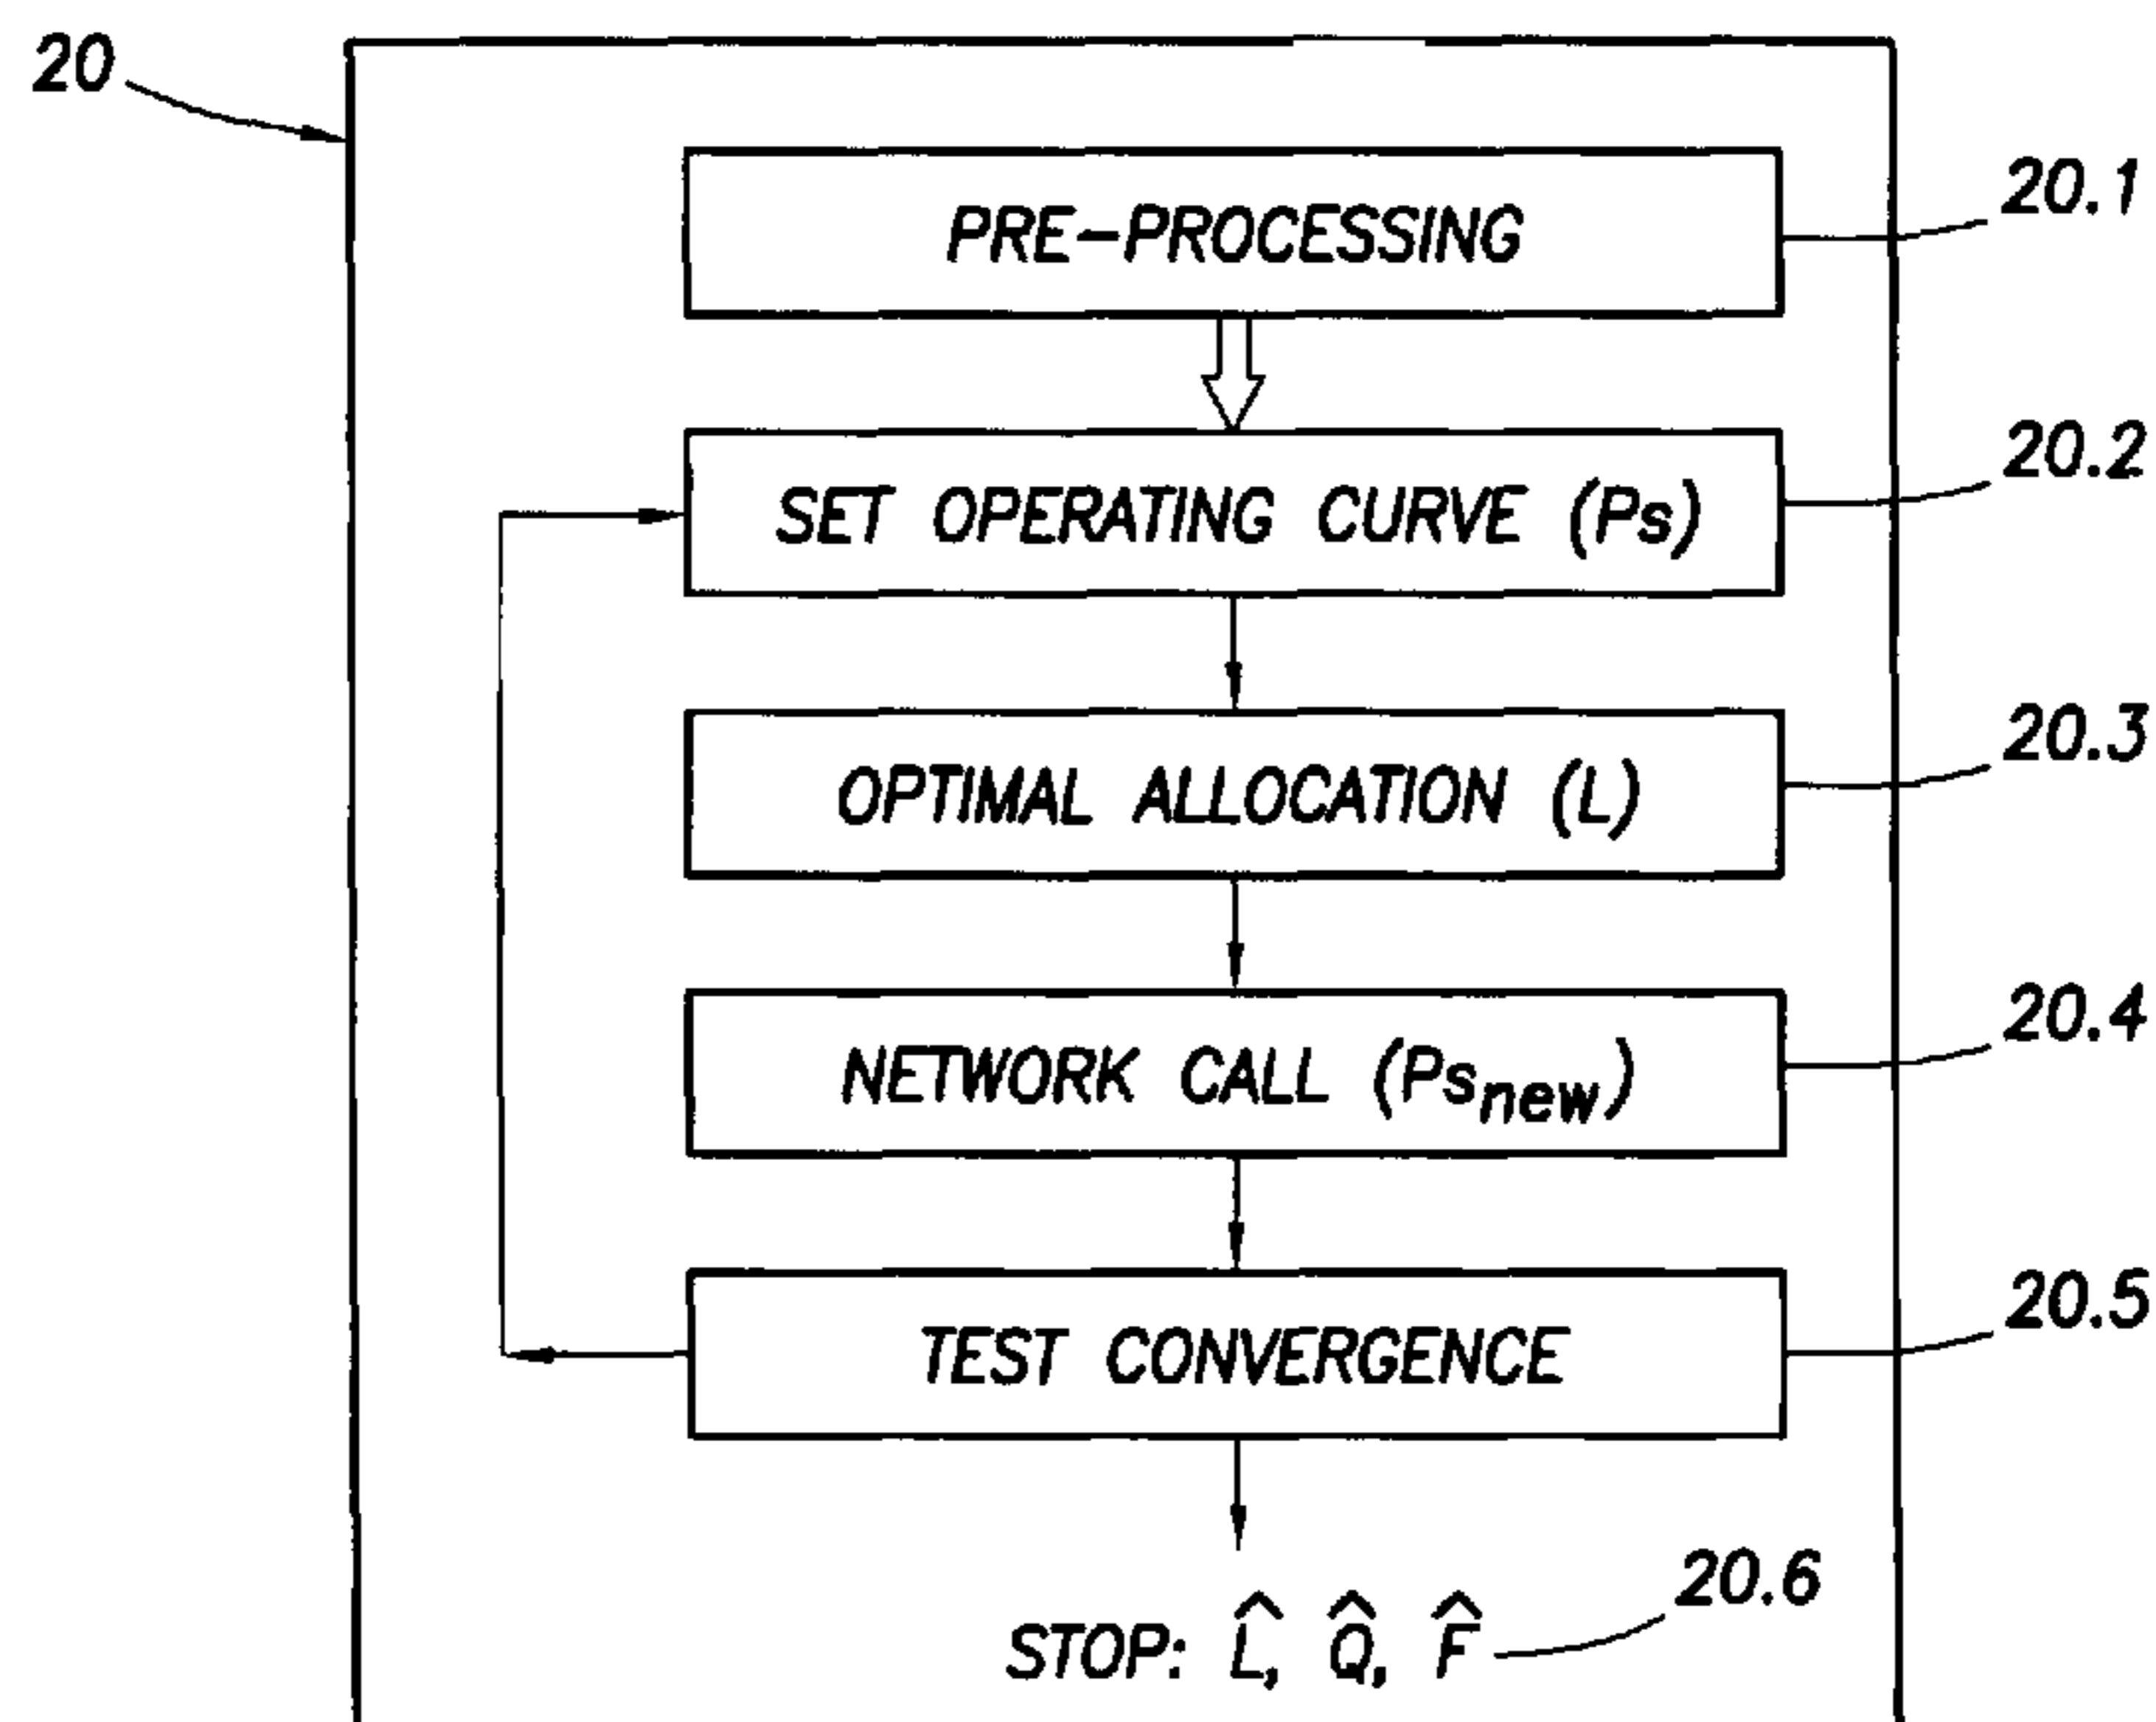 20
PRE-PROCESSING
20.1
SET OPERATING CURVE (Ps)
20.2
OPTIMAL ALLOCATION (L)
20.3
NETWORK CALL (Psnew)
20.4
TEST CONVERGENCE
20.5
STOP: L̂, Q̂, F̂
20.6